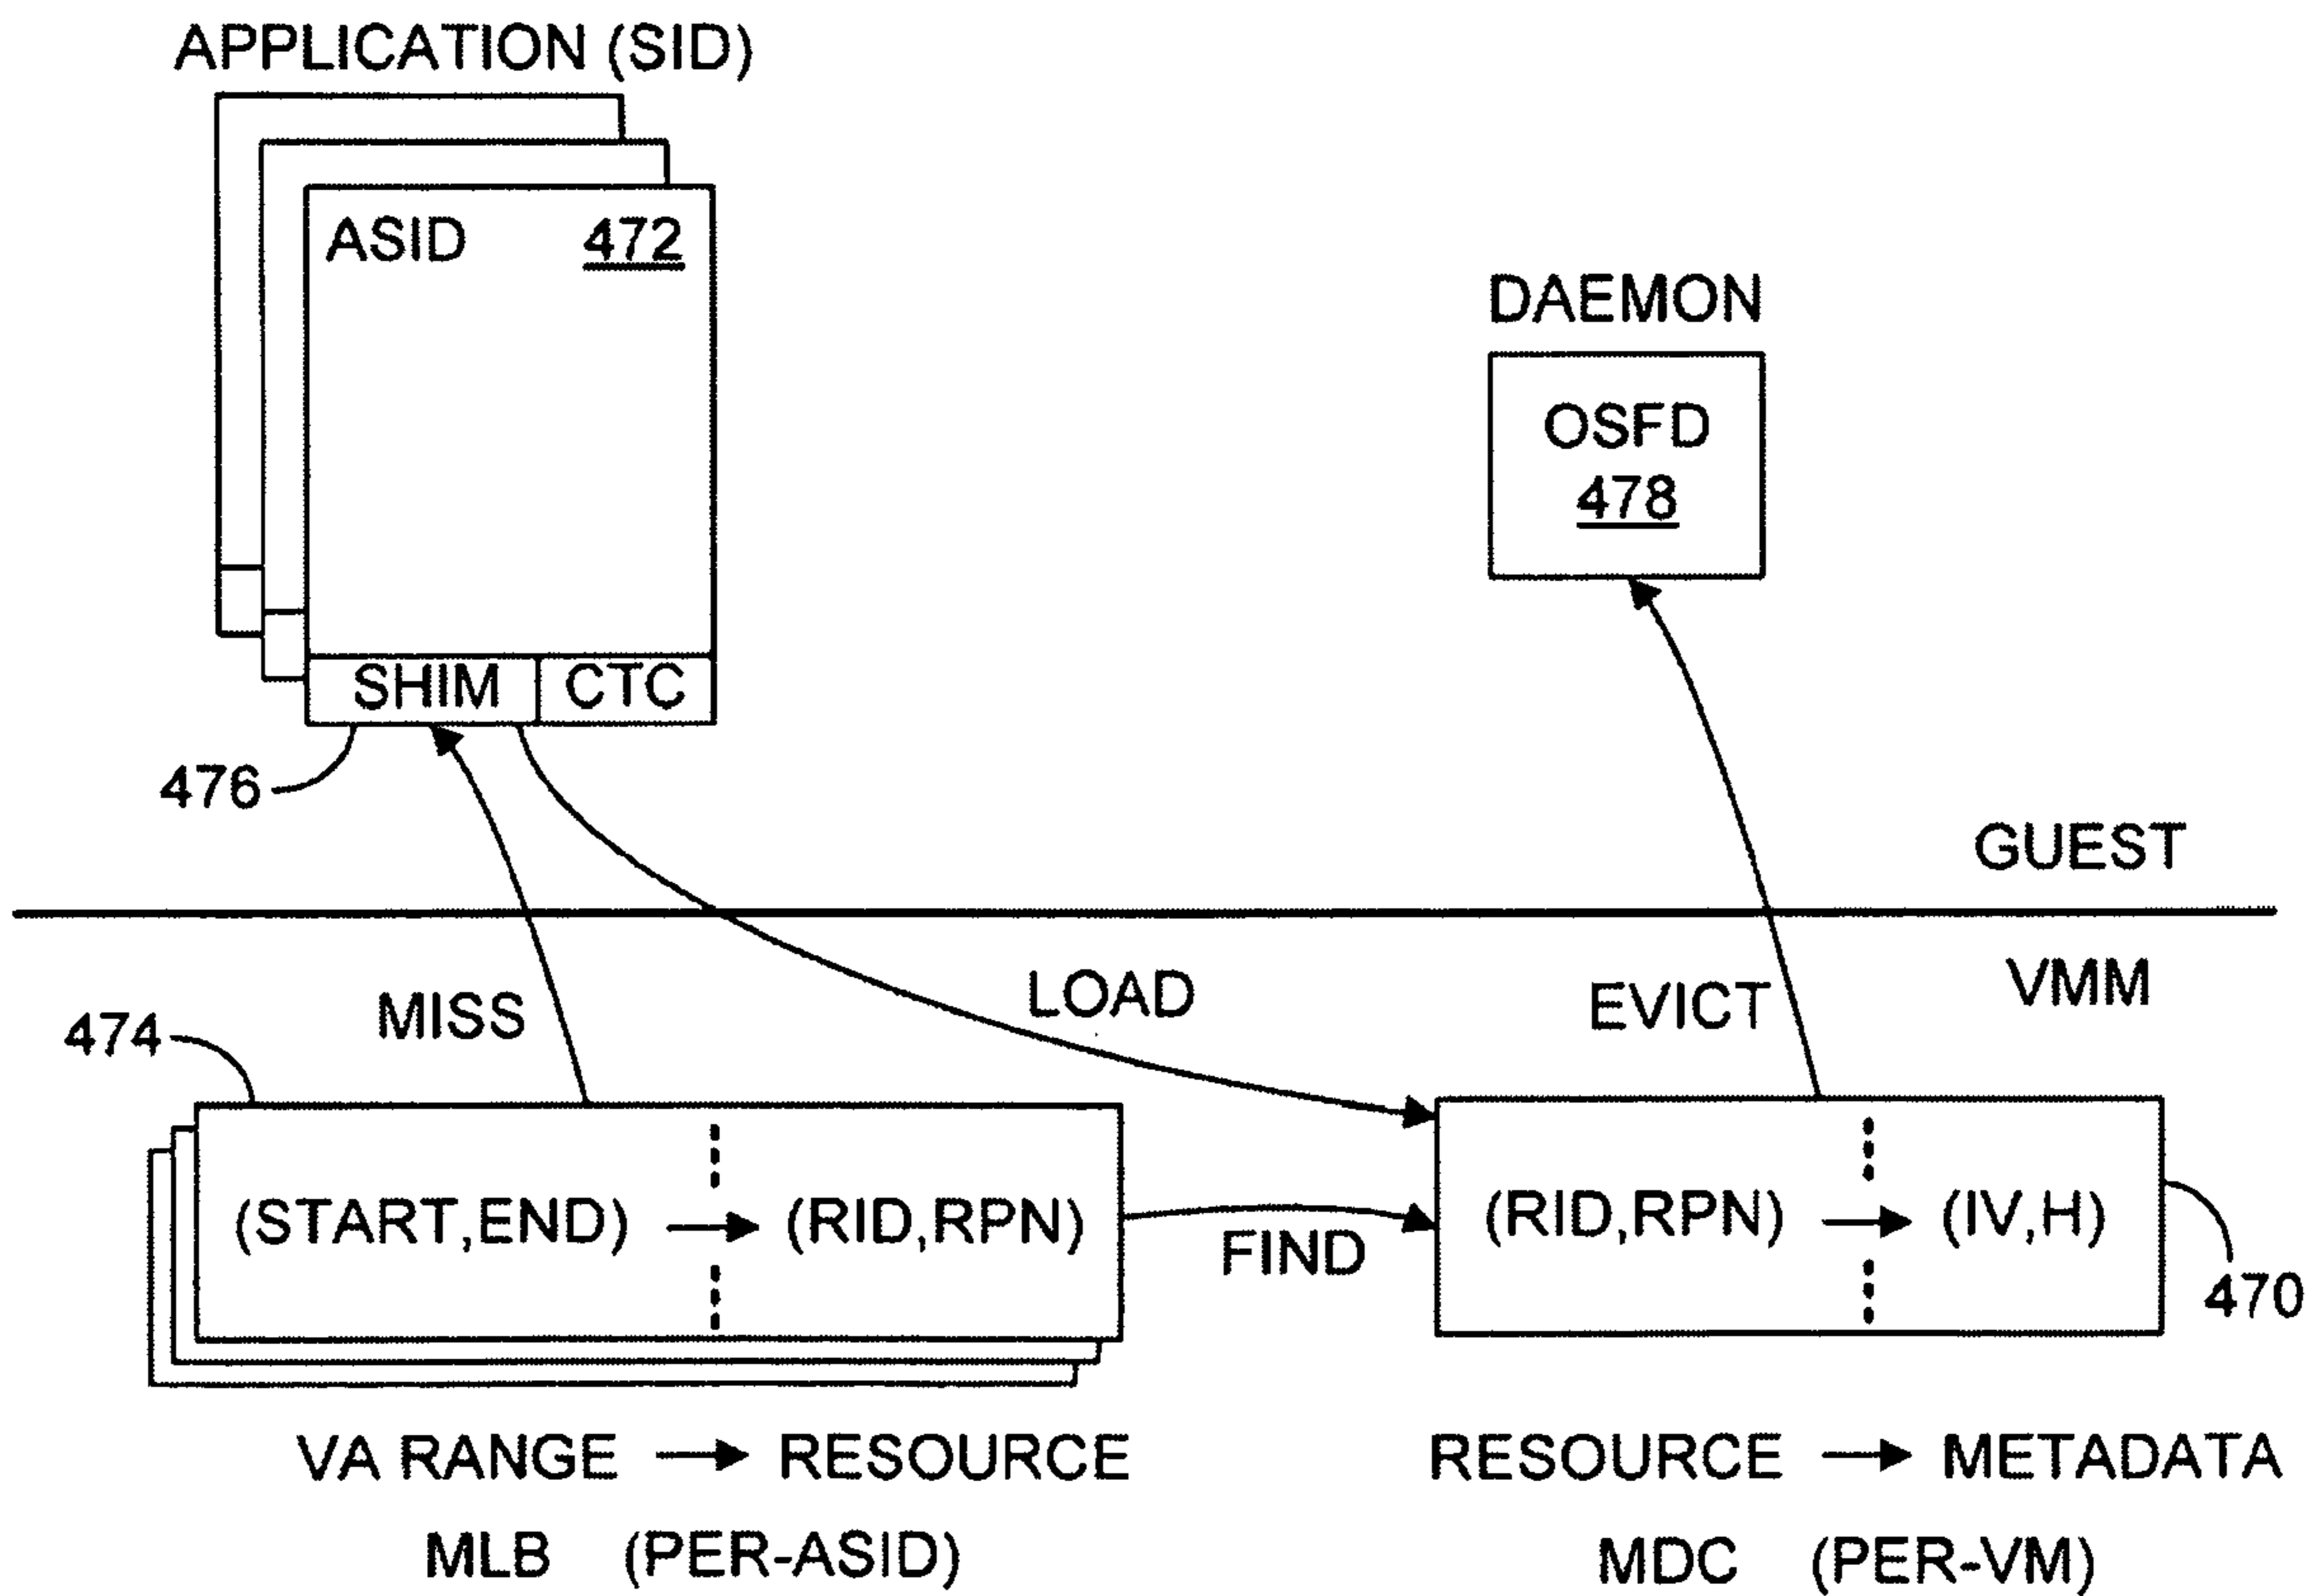 APPLICATION (SID)
ASID 472
DAEMON
OSFD
478
SHIM CTC
476
GUEST
VMM
MISS
LOAD
EVICT
474
(START,END) → (RID,RPN)
FIND
(RID,RPN) → (IV,H)
470
VA RANGE → RESOURCE
MLB (PER-ASID)
RESOURCE → METADATA
MDC (PER-VM)